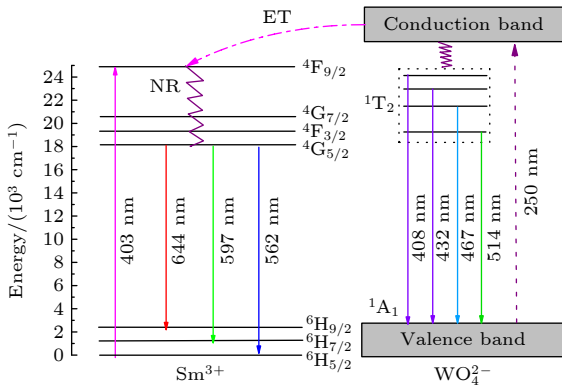 ET
Conduction band
Energy/(10³ cm⁻¹)
24
22
20
18
16
14
12
10
8
6
4
2
0
NR
⁴F₉/₂
⁴G₇/₂
⁴F₃/₂
⁴G₅/₂
403 nm
644 nm
597 nm
562 nm
⁶H₉/₂
⁶H₇/₂
⁶H₅/₂
Sm³⁺
¹T₂
408 nm
432 nm
467 nm
514 nm
250 nm
¹A₁
Valence band
WO₄²⁻